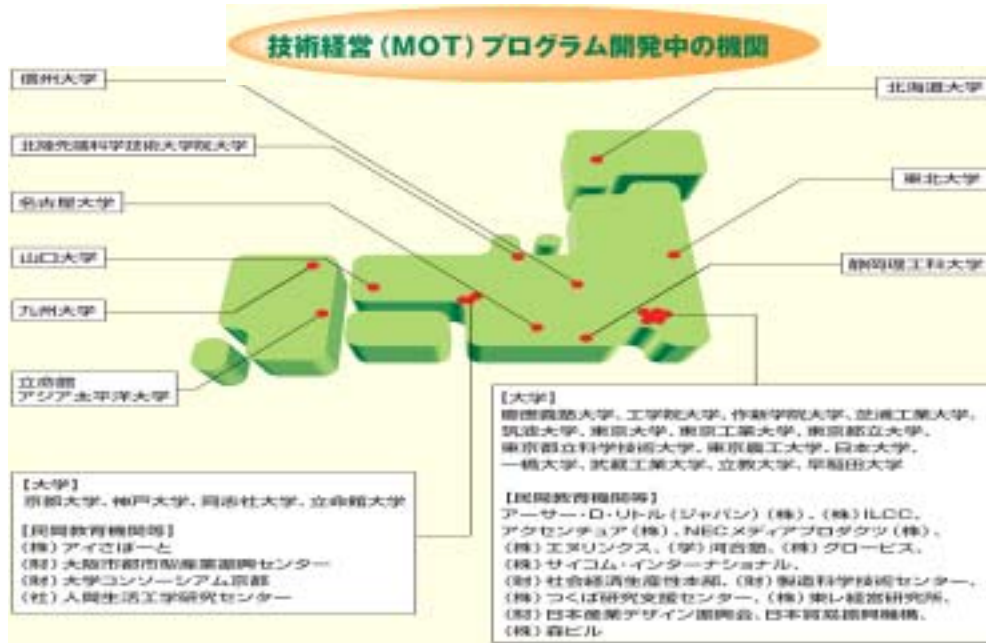 技術経営(MOT)プログラム開発中の機関
信州大学
北陸先端科学技術大学院大学
名古屋大学
山口大学
九州大学
立命館
アジア太平洋大学
北海道大学
東北大学
静岡理工科大学
【大学】
京都大学、神戸大学、同志社大学、立命館大学
【民間教育機関等】
(株)アイさぽーと
(財)大阪市都市型産業振興センター
(財)大学コンソーシアム京都
(社)人間生活工学研究センター
【大学】
慶應義塾大学、工学院大学、作新学院大学、芝浦工業大学、
筑波大学、東京大学、東京工業大学、東京都立大学、
東京都立科学技術大学、東京農工大学、日本大学、
一橋大学、武蔵工業大学、立教大学、早稲田大学
【民間教育機関等】
アーサー・D・リトル(ジャパン)(株)、(株)ILCC、
アクセンチュア(株)、NECメディアプロダクツ(株)、
(株)エヌリンクス、(学)河合塾、(株)グロービス、
(株)サイコム・インターナショナル、
(財)社会経済生産性本部、(財)製造科学技術センター、
(株)つくば研究支援センター、(株)東レ経営研究所、
(財)日本産業デザイン振興会、日本貿易振興機構、
(株)森ビル